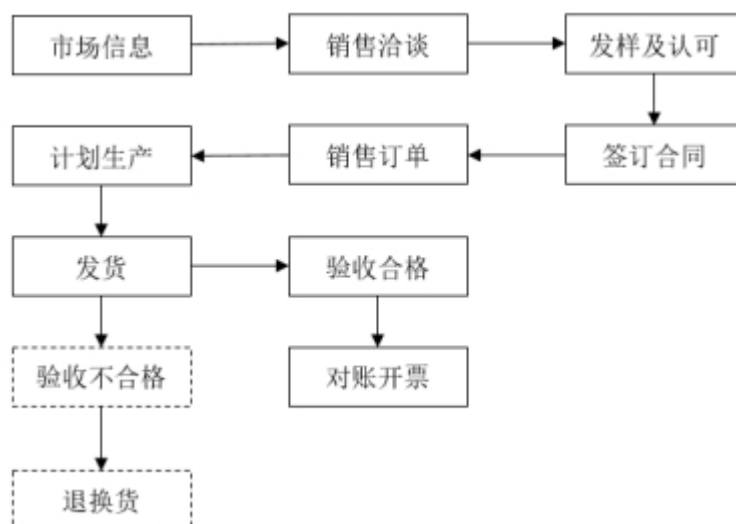 市场信息
销售洽谈
发样及认可
签订合同
销售订单
计划生产
发货
验收合格
验收不合格
对账开票
退换货